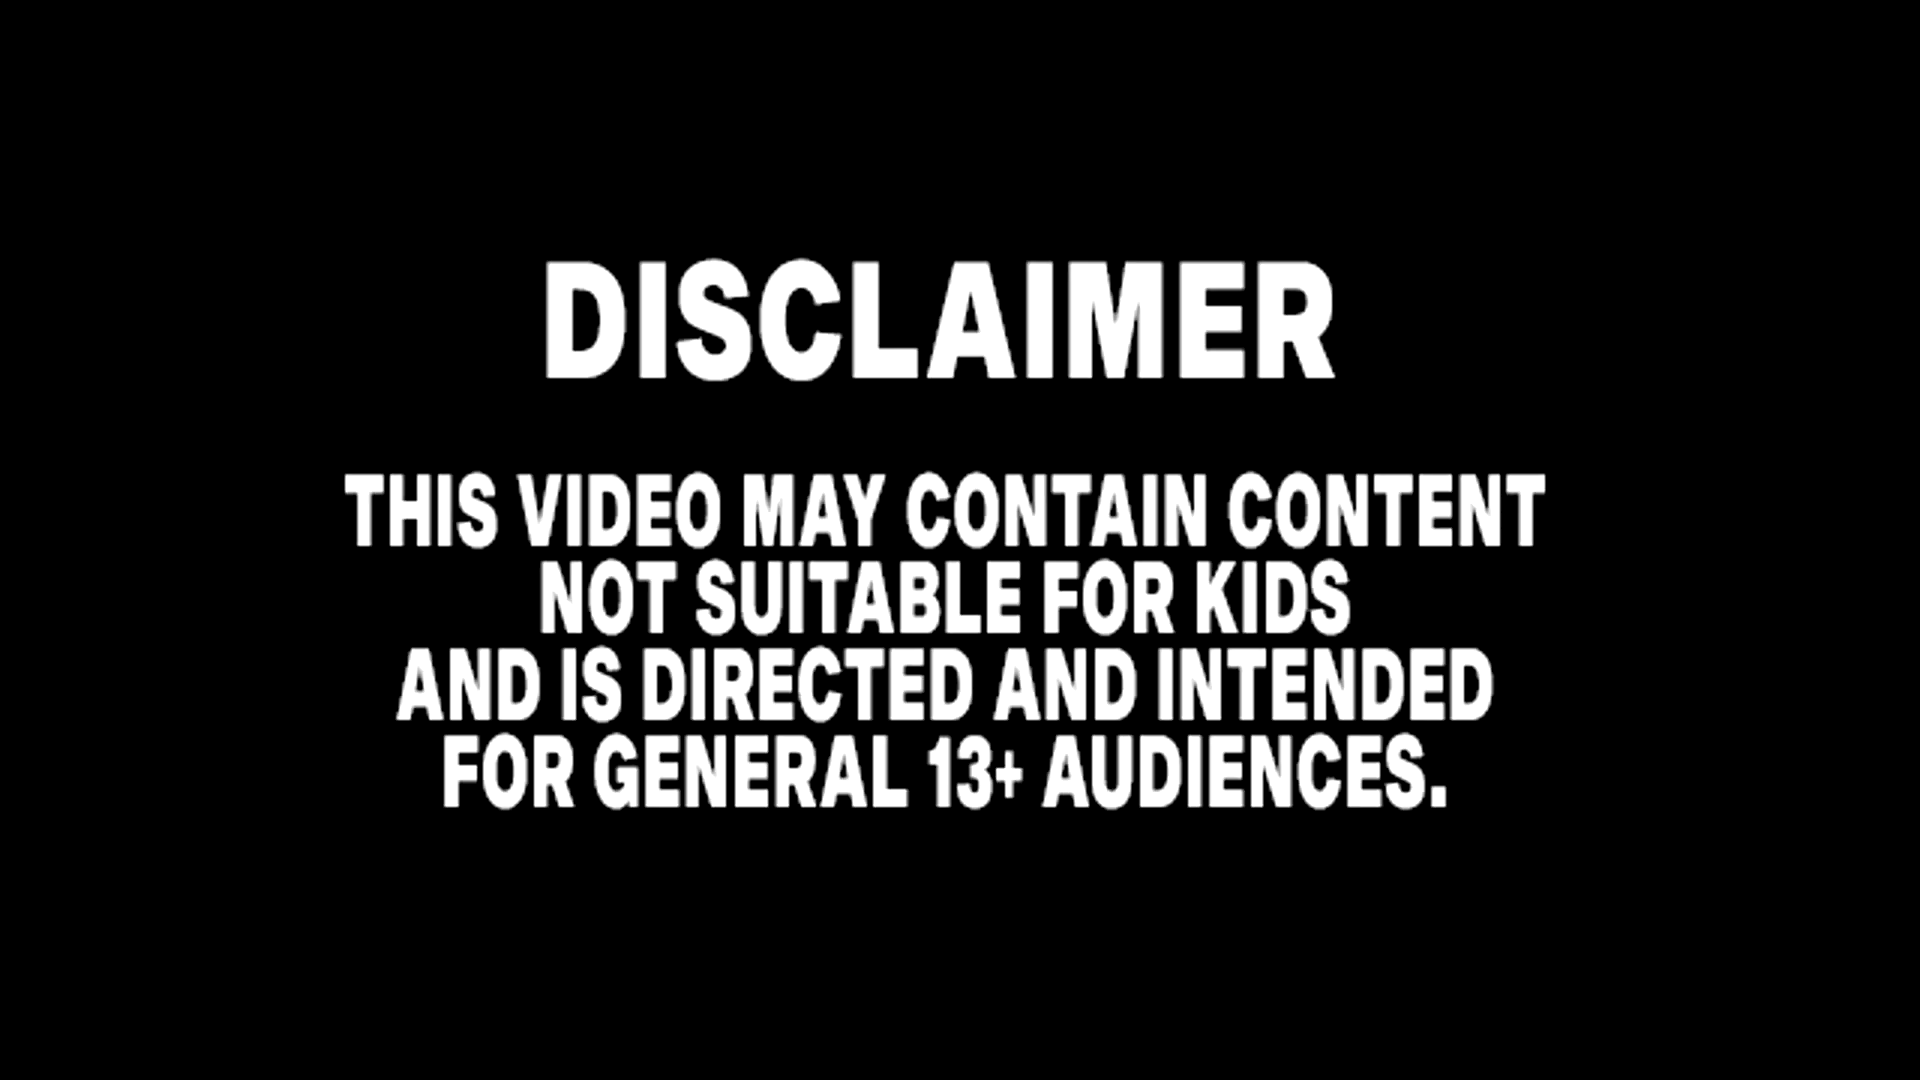 DISCLAIMER
THIS VIDEO MAY CONTAIN CONTENT
NOT SUITABLE FOR KIDS
AND IS DIRECTED AND INTENDED
FOR GENERAL 13+ AUDIENCES.